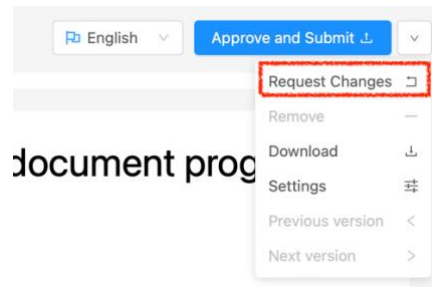 English
Approve and Submit
Request Changes
Remove
document prog
Download
Settings
Previous version
Next version